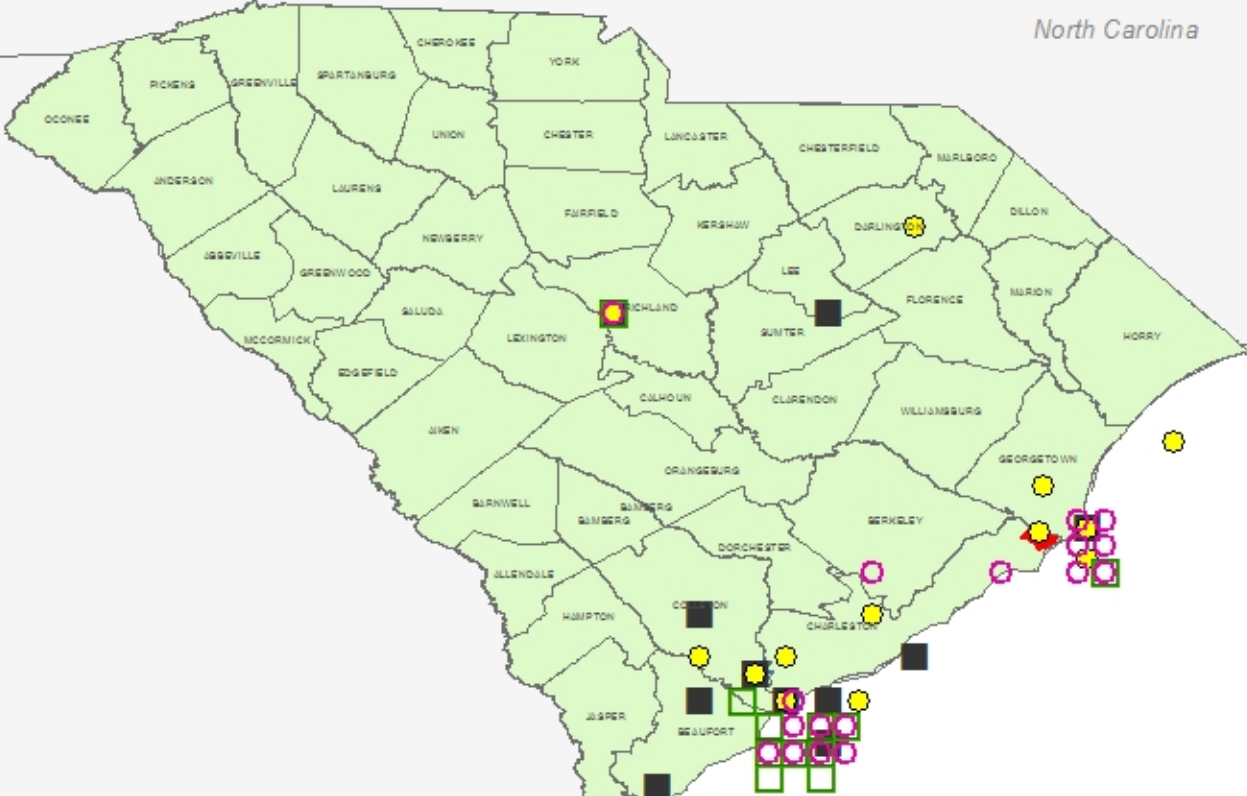 North Carolina
CHEROKEE
YORK
SPARTANBURG
PICKENS
GREENVILLE
OCONEE
UNION
CHESTER
LANCASTER
CHESTERFIELD
MARLBORO
ANDERSON
LAURENS
FAIRFIELD
KERSHAW
DARLINGTON
DILLON
NEWBERRY
ABBEVILLE
GREENWOOD
LEE
SALUDA
RICHLAND
FLORENCE
MARION
MCCORMICK
LEXINGTON
SUMTER
HORRY
EDGEFIELD
CALHOUN
CLARENDON
WILLIAMSBURG
AIKEN
GEORGETOWN
ORANGEBURG
BARNWELL
BAMBERG
BAMBERG
BERKELEY
DORCHESTER
ALLENDALE
HAMPTON
COLLETON
CHARLESTON
JASPER
BEAUFORT